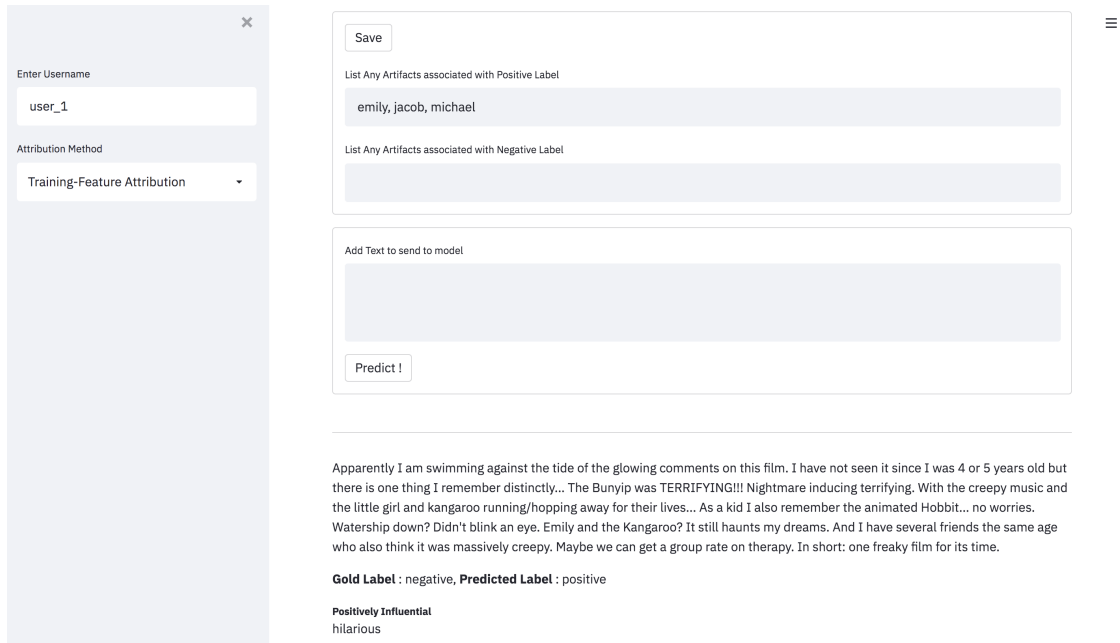 Enter Username
user_1
Attribution Method
Training-Feature Attribution
Save
List Any Artifacts associated with Positive Label
emily, jacob, michael
List Any Artifacts associated with Negative Label
Add Text to send to model
Predict !
Apparently I am swimming against the tide of the glowing comments on this film. I have not seen it since I was 4 or 5 years old but
there is one thing I remember distinctly... The Bunyip was TERRIFYING!!! Nightmare inducing terrifying. With the creepy music and
the little girl and kangaroo running/hopping away for their lives... As a kid I also remember the animated Hobbit... no worries.
Watership down? Didn't blink an eye. Emily and the Kangaroo? It still haunts my dreams. And I have several friends the same age
who also think it was massively creepy. Maybe we can get a group rate on therapy. In short: one freaky film for its time.
Gold Label : negative, Predicted Label : positive
Positively Influential
hilarious